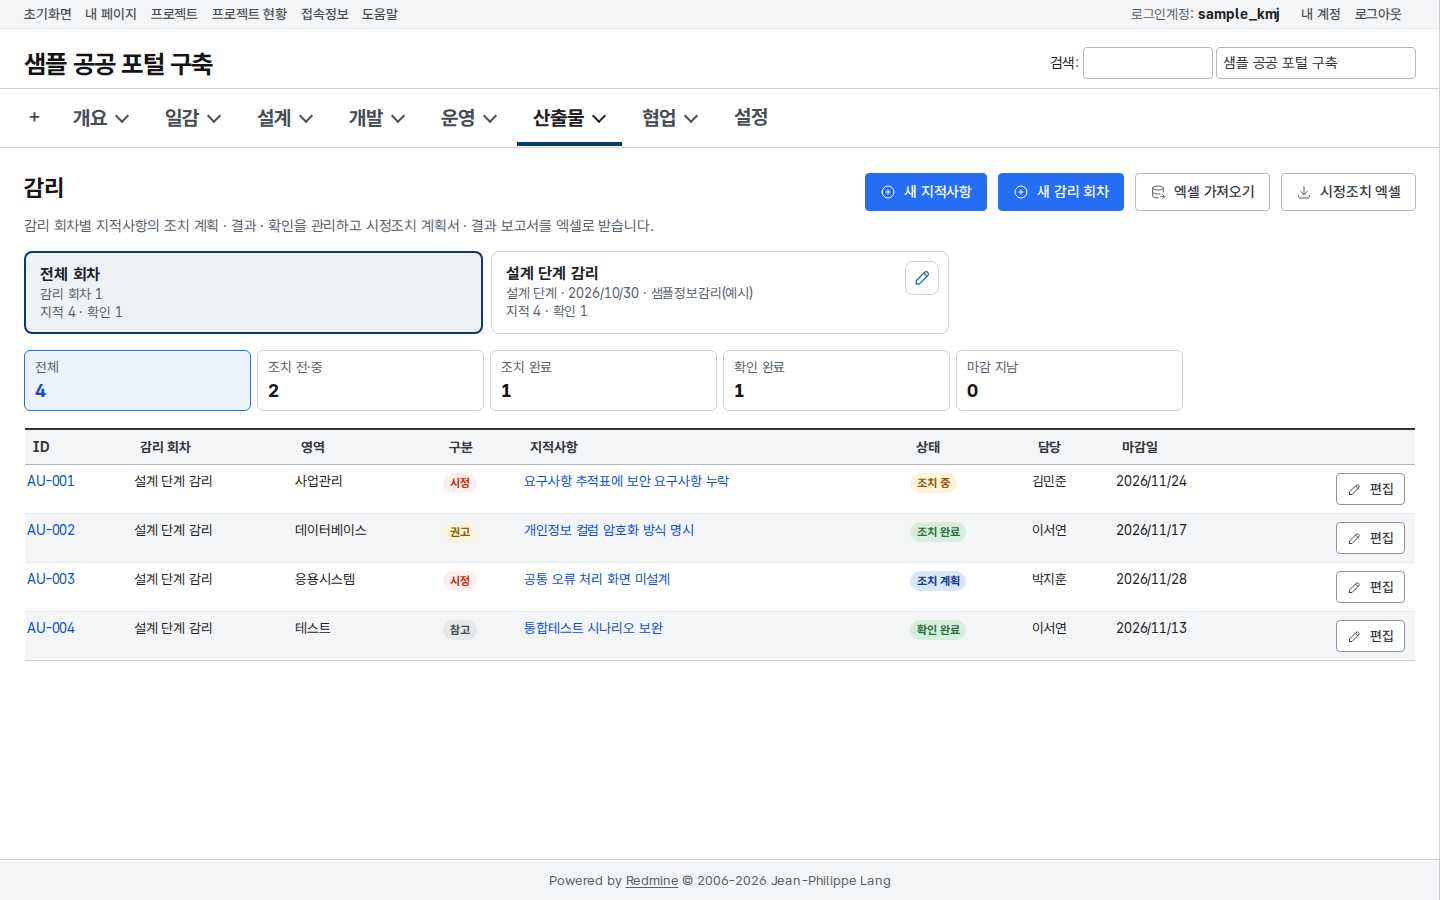 초기화면 내 페이지 프로젝트 프로젝트 현황 접속정보 도움말 로그인계정: sample_kmj 내 계정 로그아웃
샘플 공공 포털 구축 검색: 샘플 공공 포털 구축
+ 개요 일감 설계 개발 운영 산출물 협업 설정
감리 새 지적사항 새 감리 회차 엑셀 가져오기 시정조치 엑셀
감리 회차별 지적사항의 조치 계획 · 결과 · 확인을 관리하고 시정조치 계획서 · 결과 보고서를 엑셀로 받습니다.
전체 회차
감리 회차 1
지적 4 · 확인 1
설계 단계 감리
설계 단계 · 2026/10/30 · 샘플정보감리(예시)
지적 4 · 확인 1
전체 조치 전·중 조치 완료 확인 완료 마감 지남
4 2 1 1 0
ID 감리 회차 영역 구분 지적사항 상태 담당 마감일
AU-001 설계 단계 감리 사업관리 시정 요구사항 추적표에 보안 요구사항 누락 조치 중 김민준 2026/11/24 편집
AU-002 설계 단계 감리 데이터베이스 권고 개인정보 컬럼 암호화 방식 명시 조치 완료 이서연 2026/11/17 편집
AU-003 설계 단계 감리 응용시스템 시정 공통 오류 처리 화면 미설계 조치 계획 박지훈 2026/11/28 편집
AU-004 설계 단계 감리 테스트 참고 통합테스트 시나리오 보완 확인 완료 이서연 2026/11/13 편집
Powered by Redmine © 2006-2026 Jean-Philippe Lang